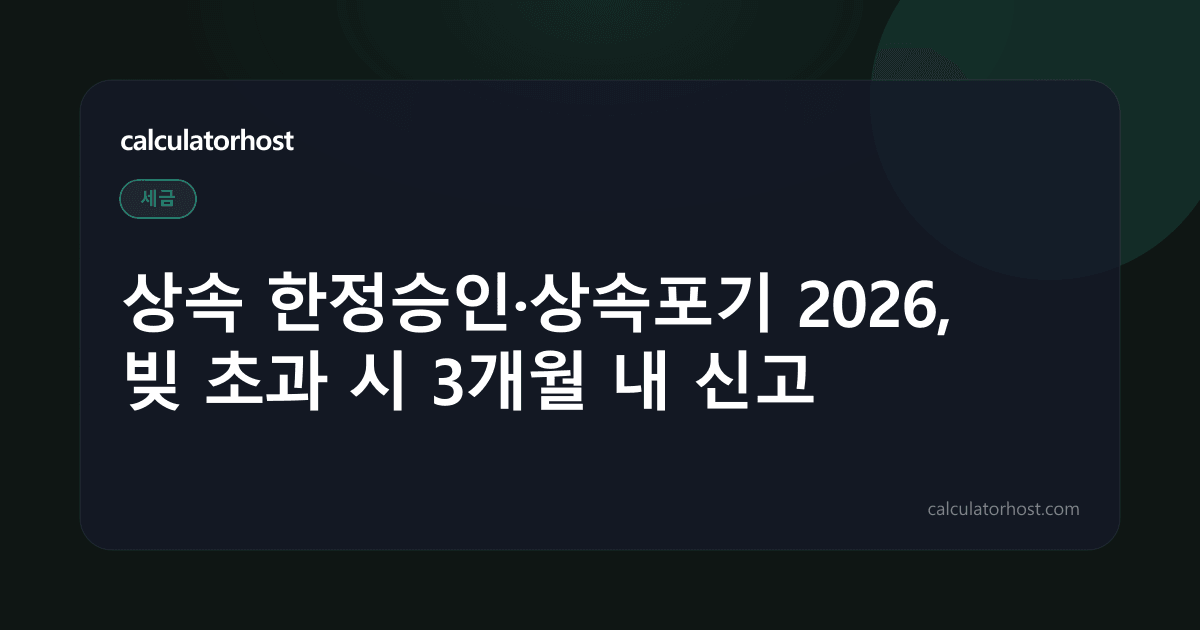 calculatorhost
세금
상속 한정승인·상속포기 2026,
빚 초과 시 3개월 내 신고
calculatorhost.com